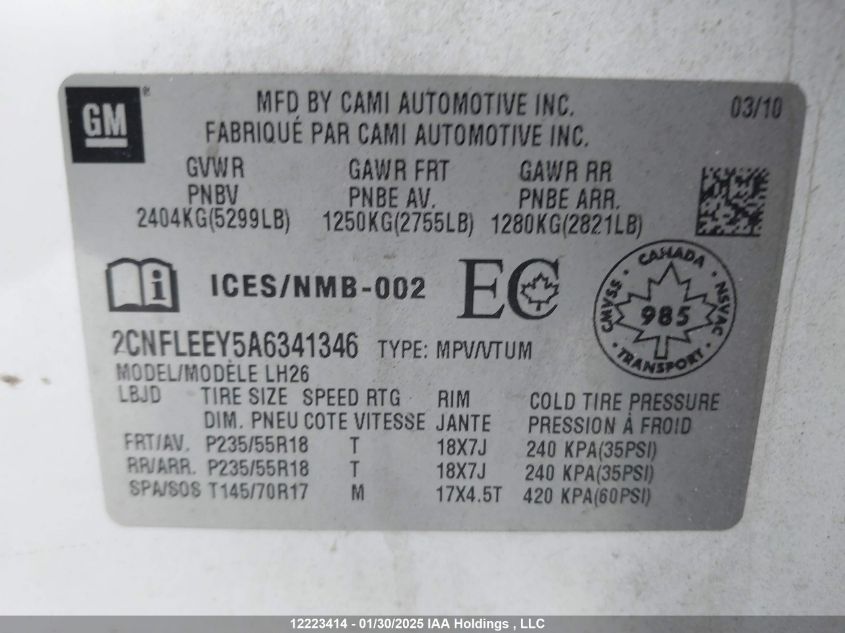 GM®
MFD BY CAMI AUTOMOTIVE INC. 03/10
FABRIQUÉ PAR CAMI AUTOMOTIVE INC.
GVWR GAWR FRT GAWR RR
PNBV PNBE AV. PNBE ARR.
2404KG(5299LB) 1250KG(2755LB) 1280KG(2821LB)
i ICES/NMB-002 EC
CANADA
CMVSS 985 NSVAC
TRANSPORT
2CNFLEEY5A6341346 TYPE: MPV/VTUM
MODEL/MODÈLE LH26
LBJD TIRE SIZE SPEED RTG RIM COLD TIRE PRESSURE
DIM. PNEU COTE VITESSE JANTE PRESSION À FROID
FRT/AV. P235/55R18 T 18X7J 240 KPA(35PSI)
RR/ARR. P235/55R18 T 18X7J 240 KPA(35PSI)
SPA/SOS T145/70R17 M 17X4.5T 420 KPA(60PSI)
12223414 - 01/30/2025 IAA Holdings , LLC